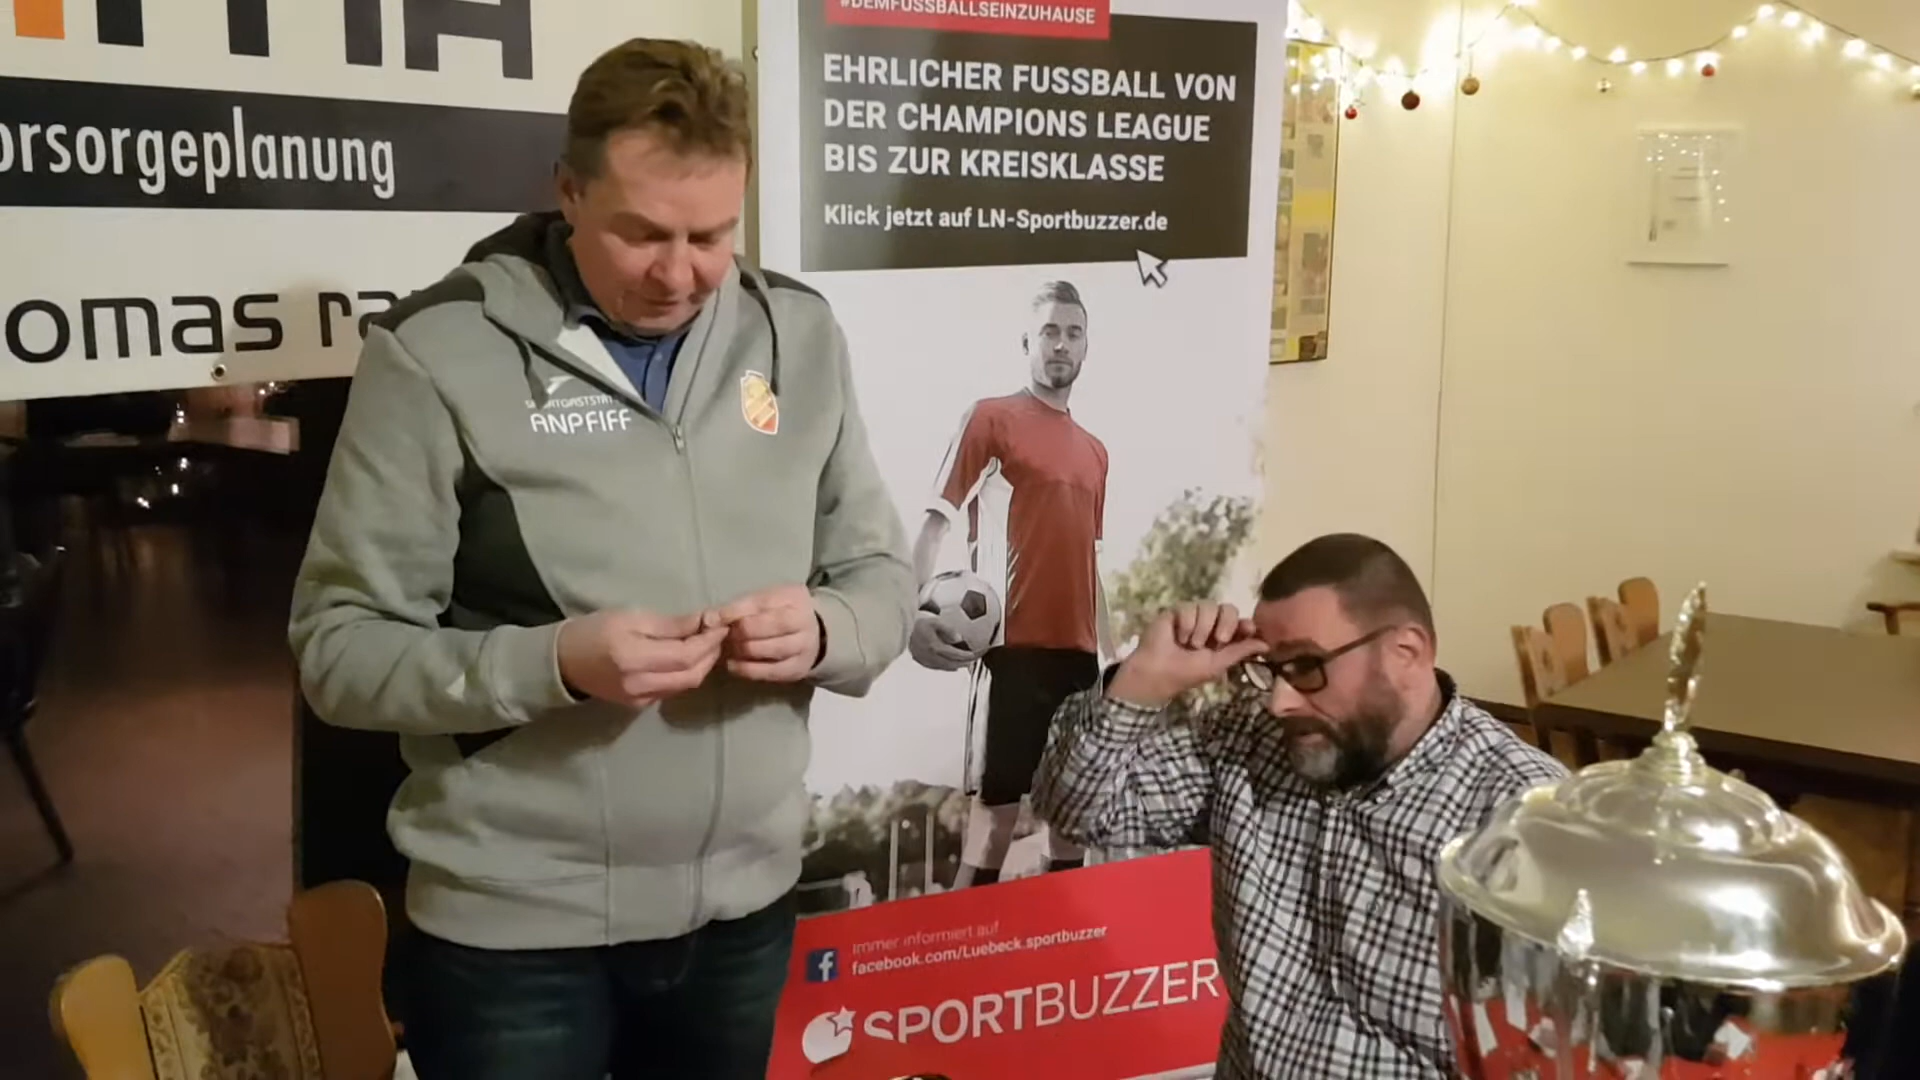 orsorgeplanung
omas ra
#DEMFUSSBALLSEINZUHAUSE
EHRLICHER FUSSBALL VON
DER CHAMPIONS LEAGUE
BIS ZUR KREISKLASSE
Klick jetzt auf LN-Sportbuzzer.de
ANPFIFF
Immer informiert auf
facebook.com/Luebeck.sportbuzzer
SPORTBUZZER